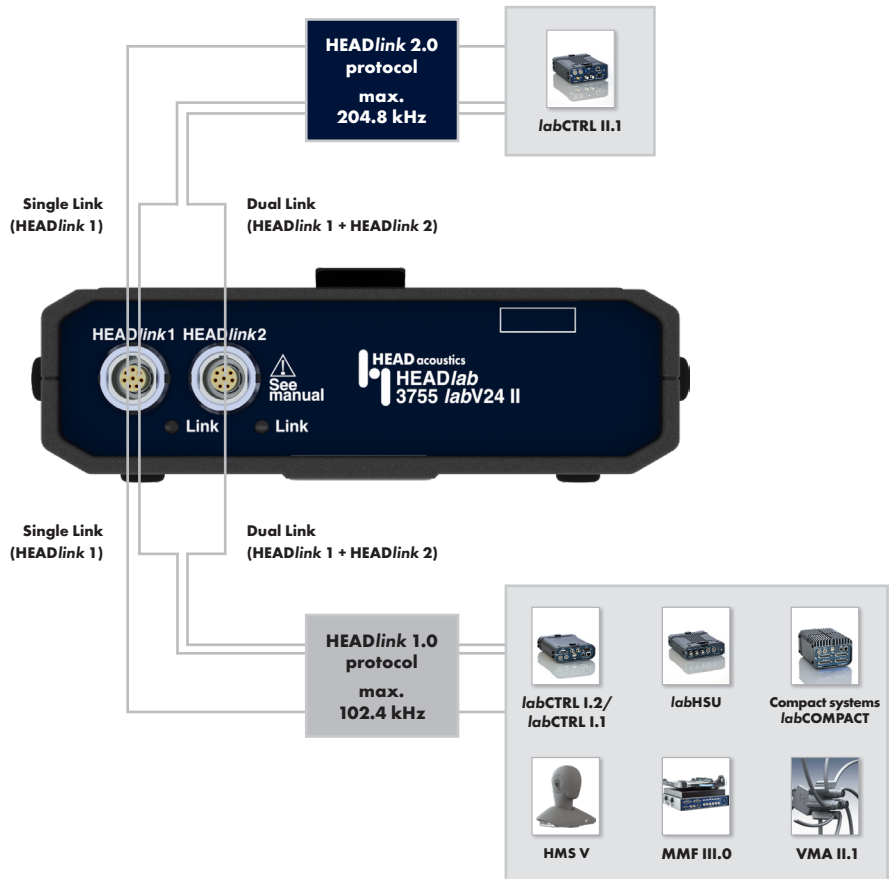 HEADlink 2.0
protocol
max.
204.8 kHz
labCTRL II.1
Single Link
(HEADlink 1)
Dual Link
(HEADlink 1 + HEADlink 2)
HEADlink1 HEADlink2
See
manual
Link
Link
HEAD acoustics
HEADlab
3755 labV24 II
Single Link
(HEADlink 1)
Dual Link
(HEADlink 1 + HEADlink 2)
HEADlink 1.0
protocol
max.
102.4 kHz
labCTRL I.2/
labCTRL I.1
labHSU
Compact systems
labCOMPACT
HMS V
MMF III.0
VMA II.1